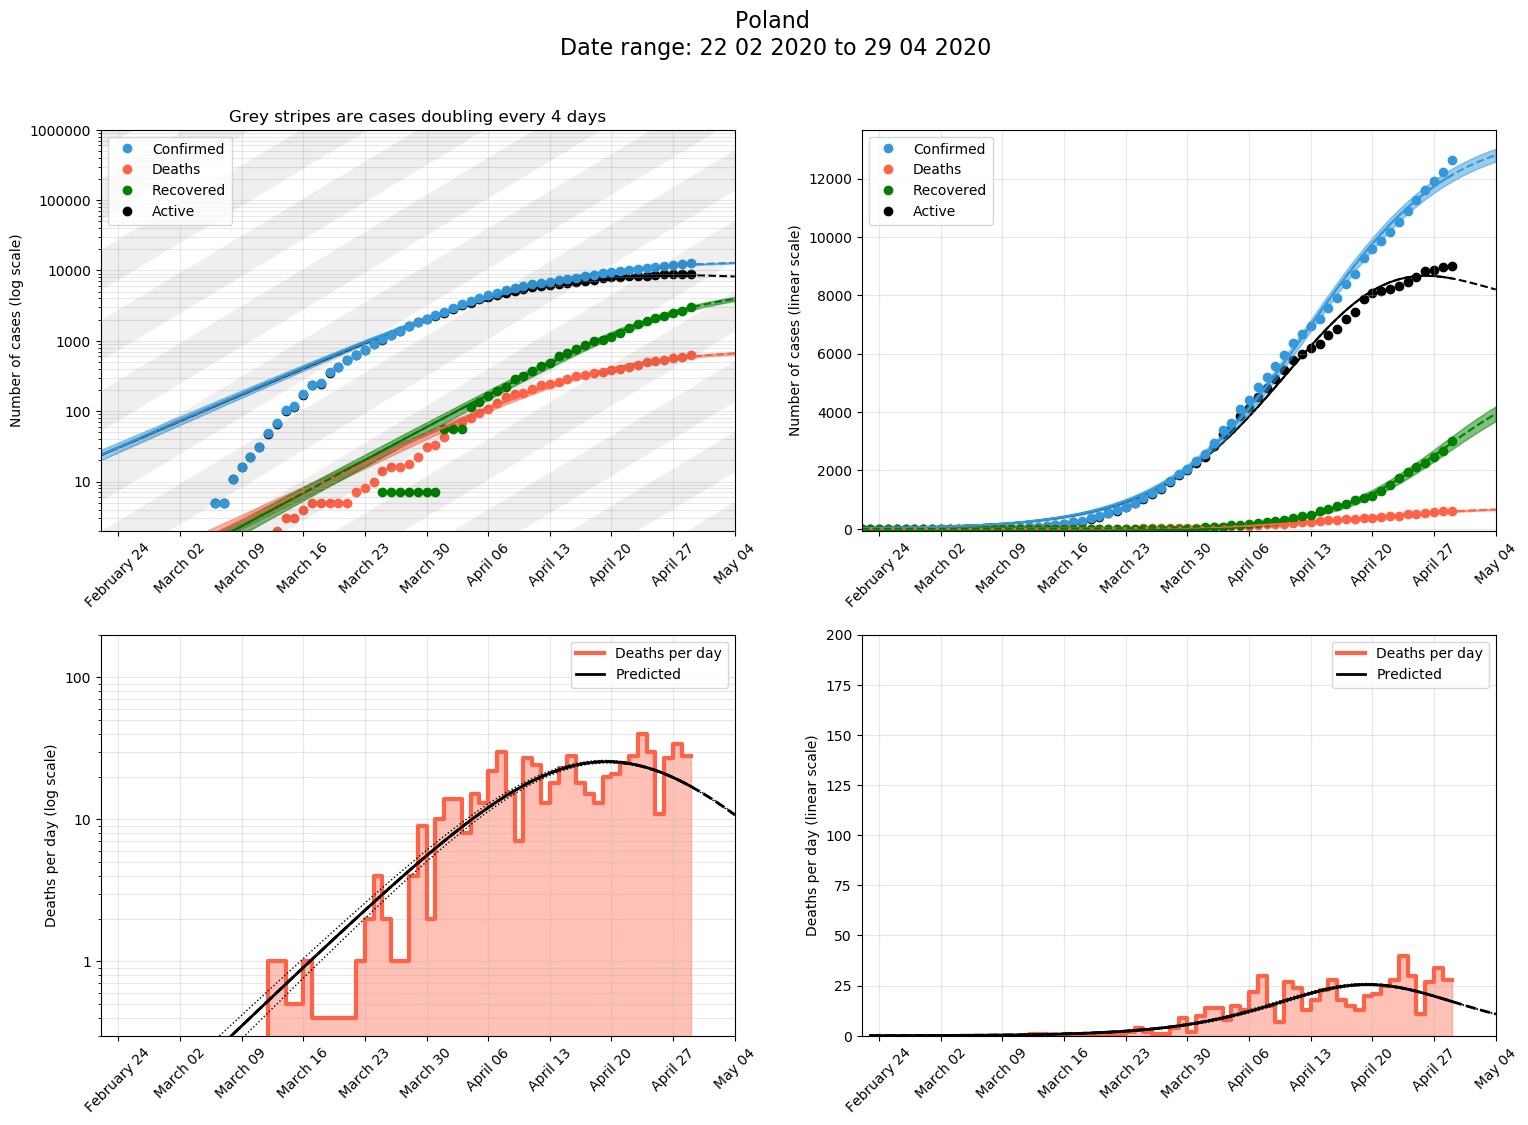 Poland
Date range: 22 02 2020 to 29 04 2020
Grey stripes are cases doubling every 4 days
Number of cases (log scale)
1000000
100000
10000
1000
100
10
Confirmed
Deaths
Recovered
Active
February 24
March 02
March 09
March 16
March 23
March 30
April 06
April 13
April 20
April 27
May 04
Number of cases (linear scale)
12000
10000
8000
6000
4000
2000
0
Confirmed
Deaths
Recovered
Active
February 24
March 02
March 09
March 16
March 23
March 30
April 06
April 13
April 20
April 27
May 04
Deaths per day (log scale)
100
10
1
Deaths per day
Predicted
February 24
March 02
March 09
March 16
March 23
March 30
April 06
April 13
April 20
April 27
May 04
Deaths per day (linear scale)
200
175
150
125
100
75
50
25
0
Deaths per day
Predicted
February 24
March 02
March 09
March 16
March 23
March 30
April 06
April 13
April 20
April 27
May 04